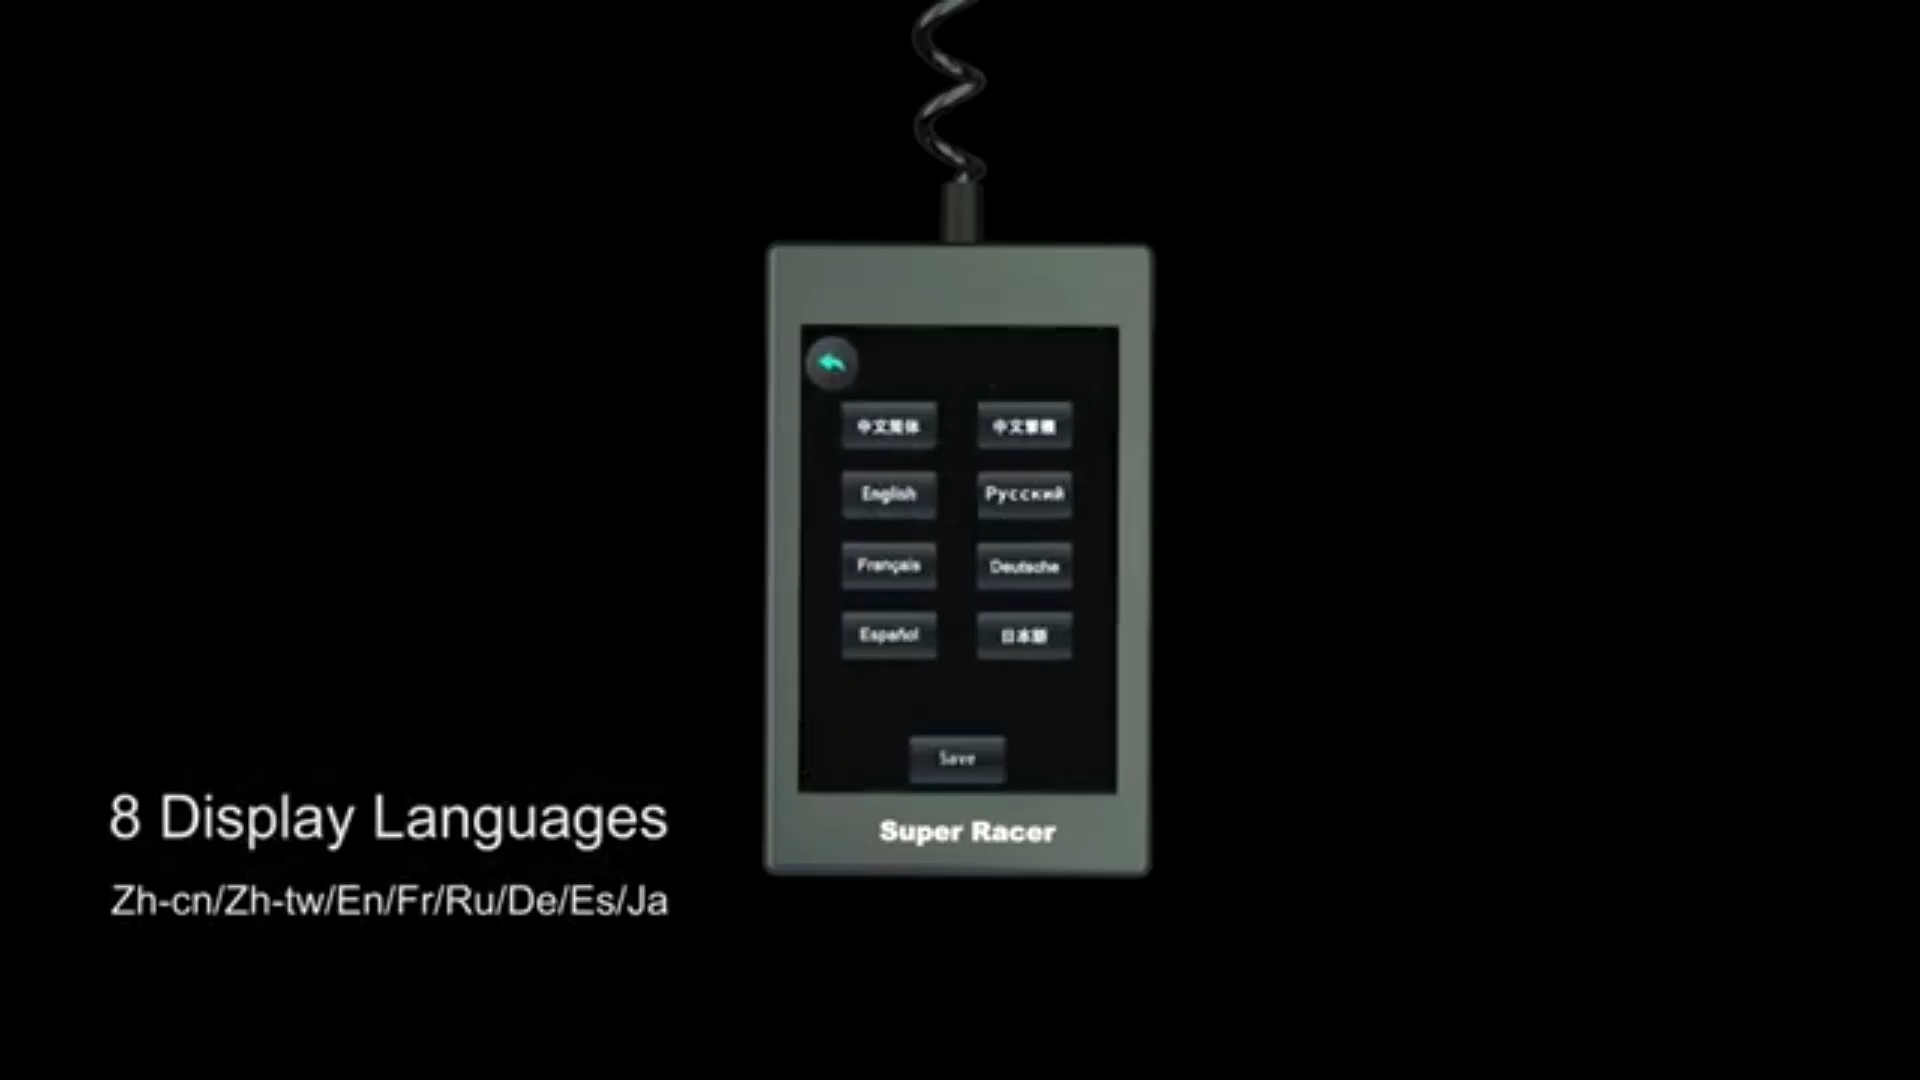 中文简体
中文繁體
English
Русский
Français
Deutsche
Español
日本語
Save
Super Racer
8 Display Languages
Zh-cn/Zh-tw/En/Fr/Ru/De/Es/Ja